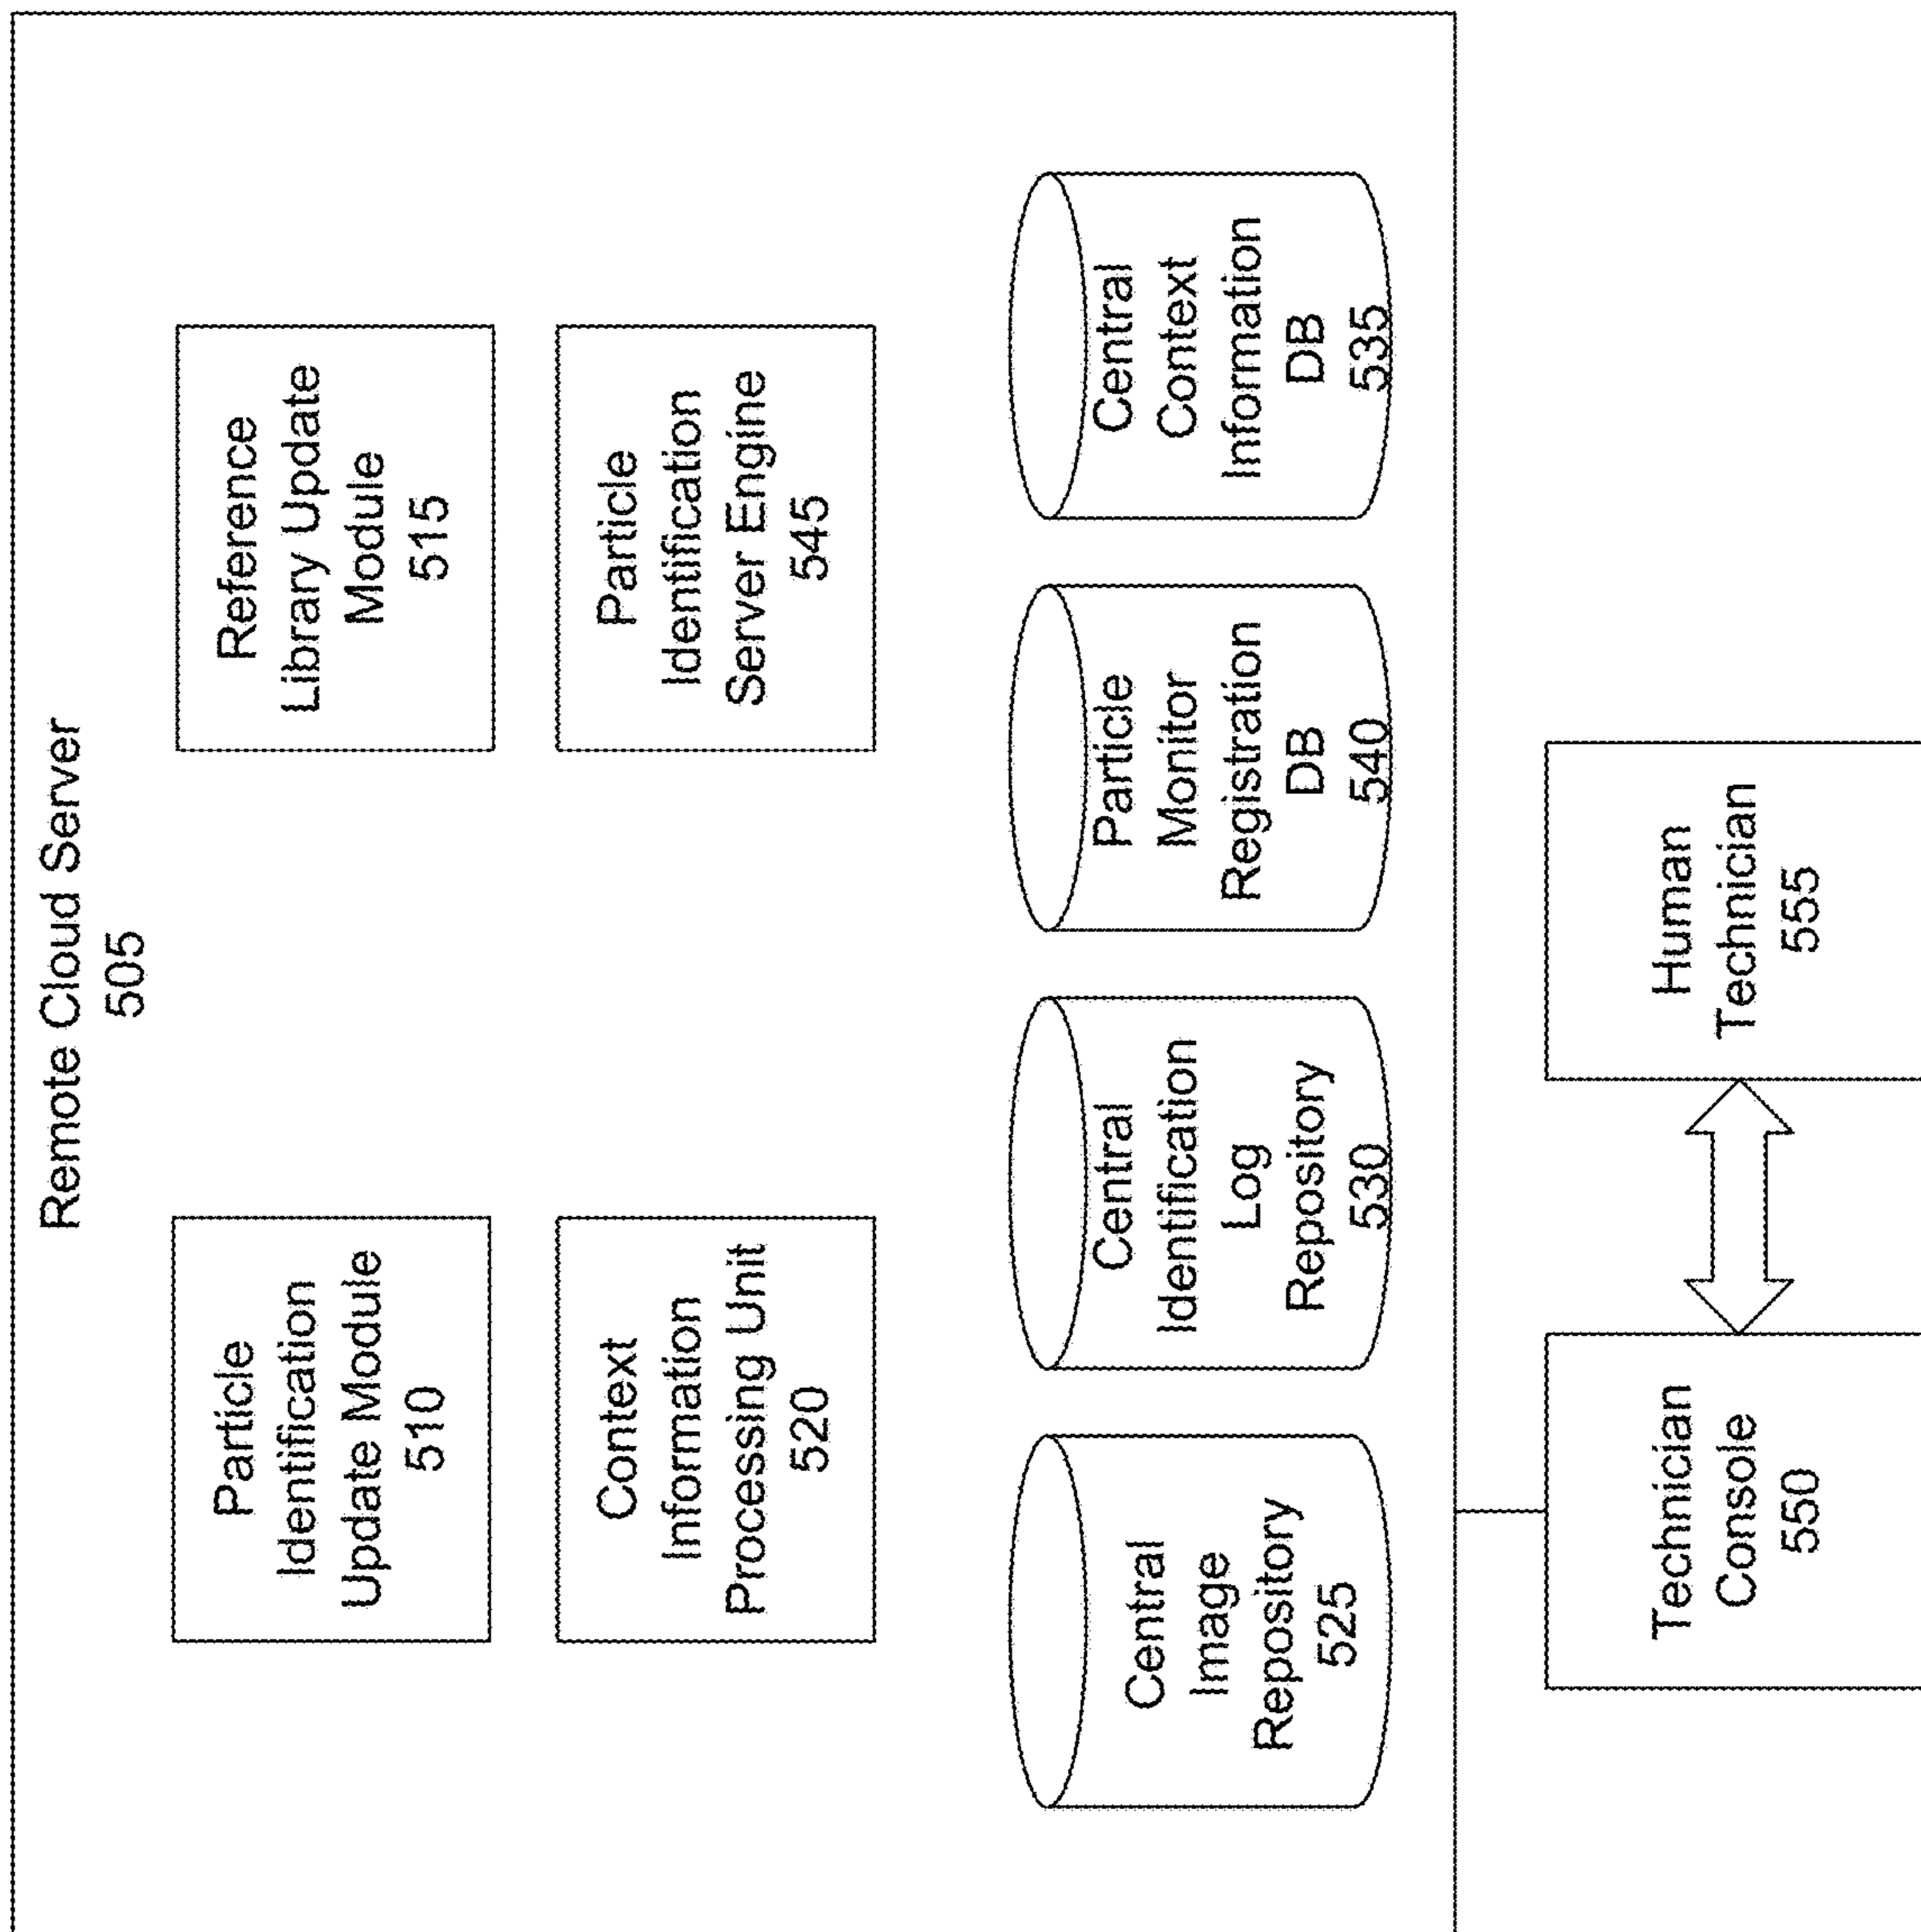 Remote Cloud Server
505
Particle
Identification
Update Module
510
Reference
Library Update
Module
515
Context
Information
Processing Unit
520
Particle
Identification
Server Engine
545
Central
Image
Repository
525
Central
Identification
Log
Repository
530
Particle
Monitor
Registration
DB
540
Central
Context
Information
DB
535
Technician
Console
550
Human
Technician
555